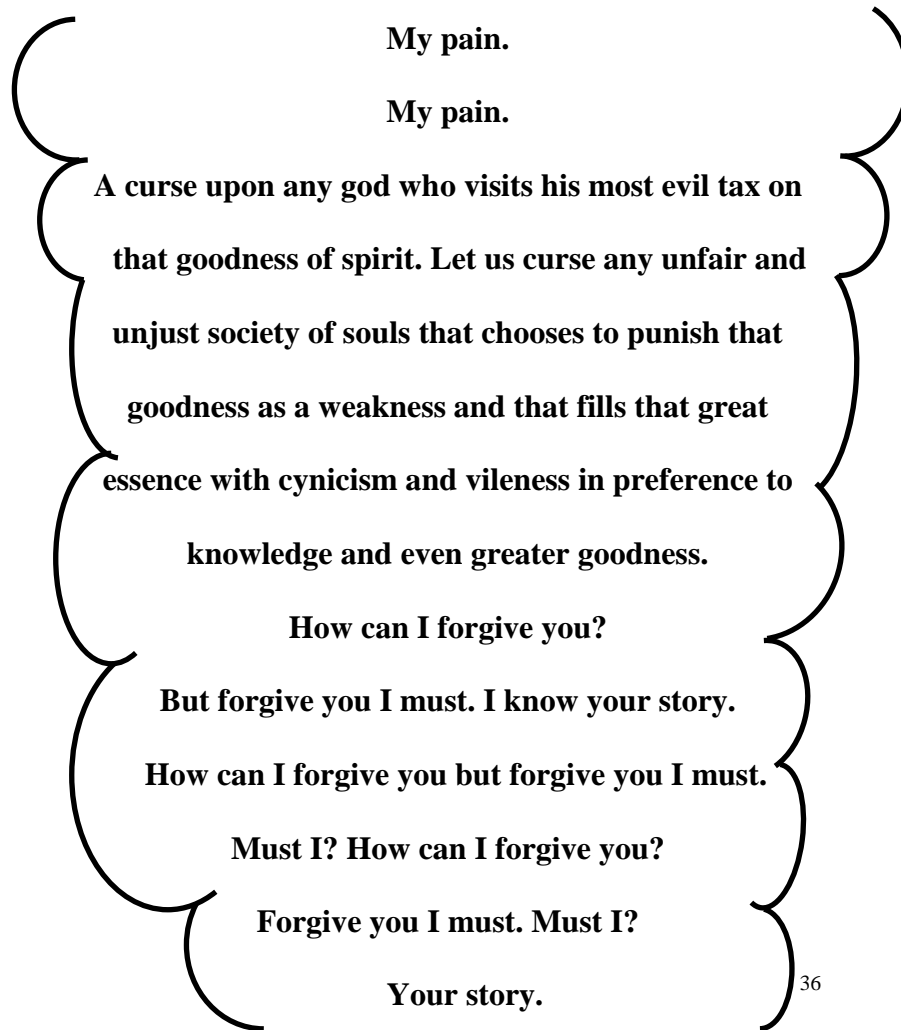 My pain.
My pain.
A curse upon any god who visits his most evil tax on
that goodness of spirit. Let us curse any unfair and
unjust society of souls that chooses to punish that
goodness as a weakness and that fills that great
essence with cynicism and vileness in preference to
knowledge and even greater goodness.
How can I forgive you?
But forgive you I must. I know your story.
How can I forgive you but forgive you I must.
Must I? How can I forgive you?
Forgive you I must. Must I?
Your story.
36